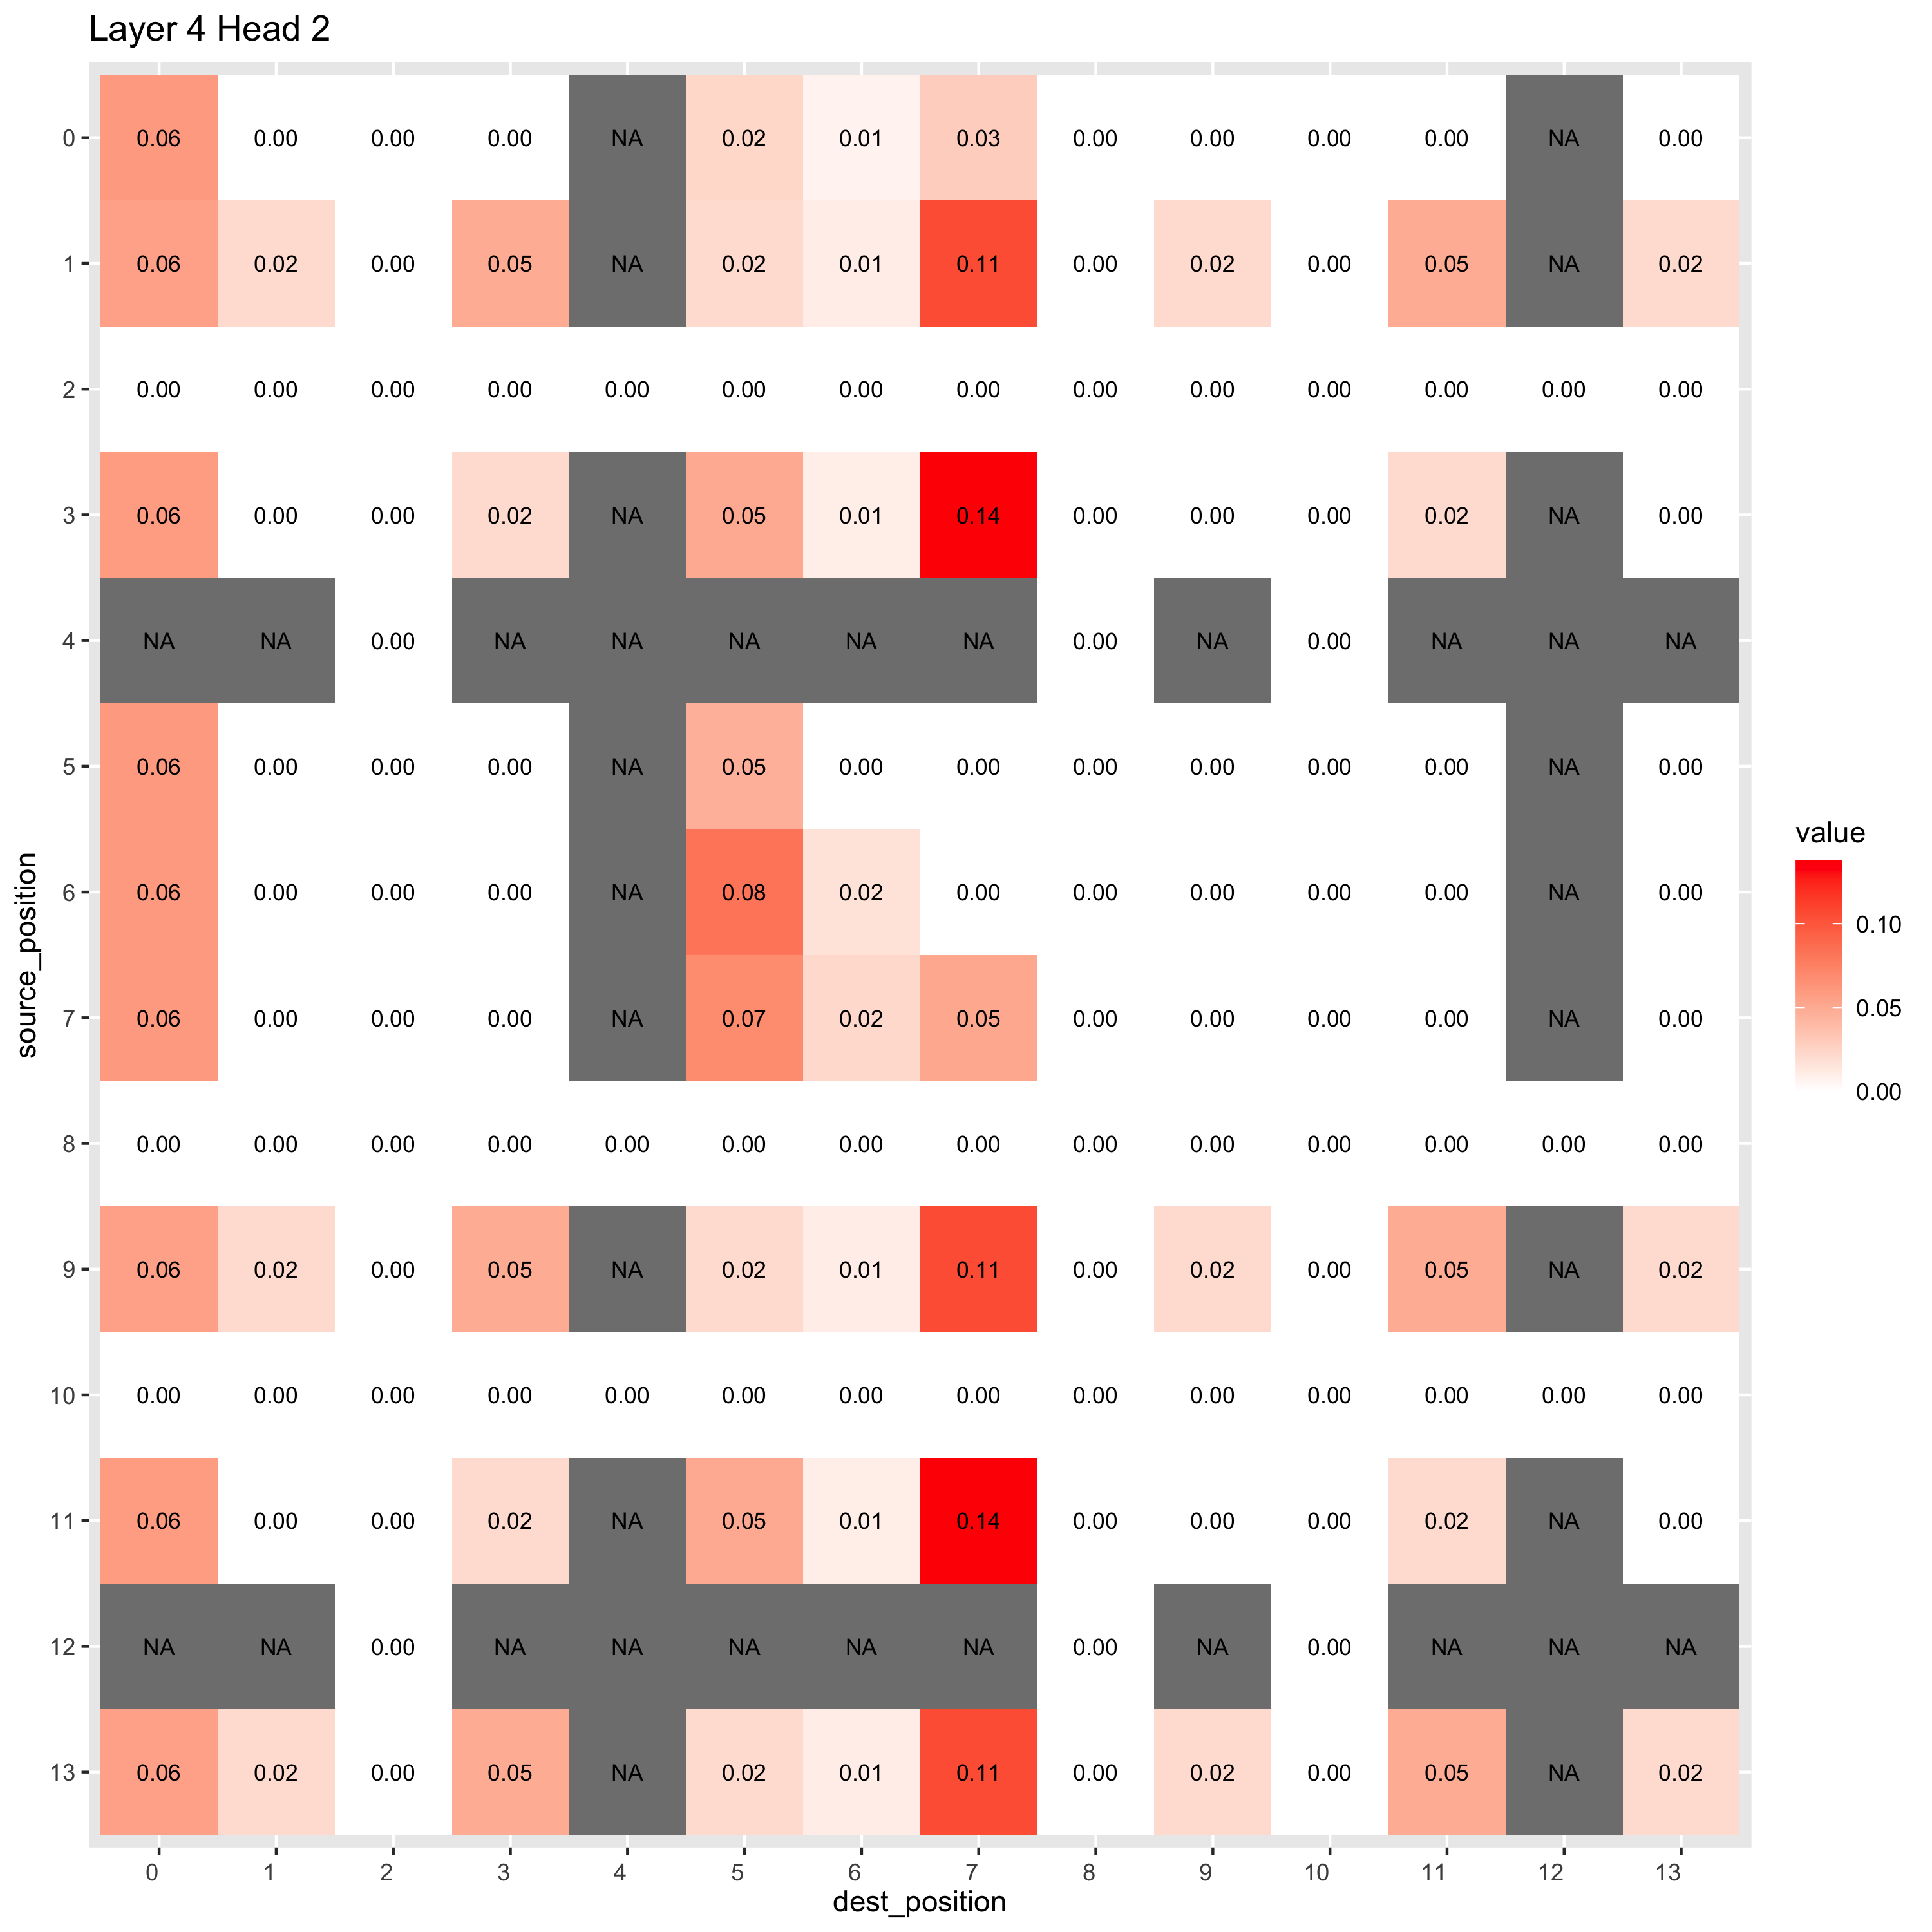 Layer 4 Head 2
0 0.06 0.00 0.00 0.00 NA 0.02 0.01 0.03 0.00 0.00 0.00 0.00 NA 0.00
1 0.06 0.02 0.00 0.05 NA 0.02 0.01 0.11 0.00 0.02 0.00 0.05 NA 0.02
2 0.00 0.00 0.00 0.00 0.00 0.00 0.00 0.00 0.00 0.00 0.00 0.00 0.00 0.00
3 0.06 0.00 0.00 0.02 NA 0.05 0.01 0.14 0.00 0.00 0.00 0.02 NA 0.00
4 NA NA 0.00 NA NA NA NA NA 0.00 NA 0.00 NA NA NA
5 0.06 0.00 0.00 0.00 NA 0.05 0.00 0.00 0.00 0.00 0.00 0.00 NA 0.00
6 0.06 0.00 0.00 0.00 NA 0.08 0.02 0.00 0.00 0.00 0.00 0.00 NA 0.00
7 0.06 0.00 0.00 0.00 NA 0.07 0.02 0.05 0.00 0.00 0.00 0.00 NA 0.00
8 0.00 0.00 0.00 0.00 0.00 0.00 0.00 0.00 0.00 0.00 0.00 0.00 0.00 0.00
9 0.06 0.02 0.00 0.05 NA 0.02 0.01 0.11 0.00 0.02 0.00 0.05 NA 0.02
10 0.00 0.00 0.00 0.00 0.00 0.00 0.00 0.00 0.00 0.00 0.00 0.00 0.00 0.00
11 0.06 0.00 0.00 0.02 NA 0.05 0.01 0.14 0.00 0.00 0.00 0.02 NA 0.00
12 NA NA 0.00 NA NA NA NA NA 0.00 NA 0.00 NA NA NA
13 0.06 0.02 0.00 0.05 NA 0.02 0.01 0.11 0.00 0.02 0.00 0.05 NA 0.02
0 1 2 3 4 5 6 7 8 9 10 11 12 13
dest_position
source_position
value
0.10
0.05
0.00